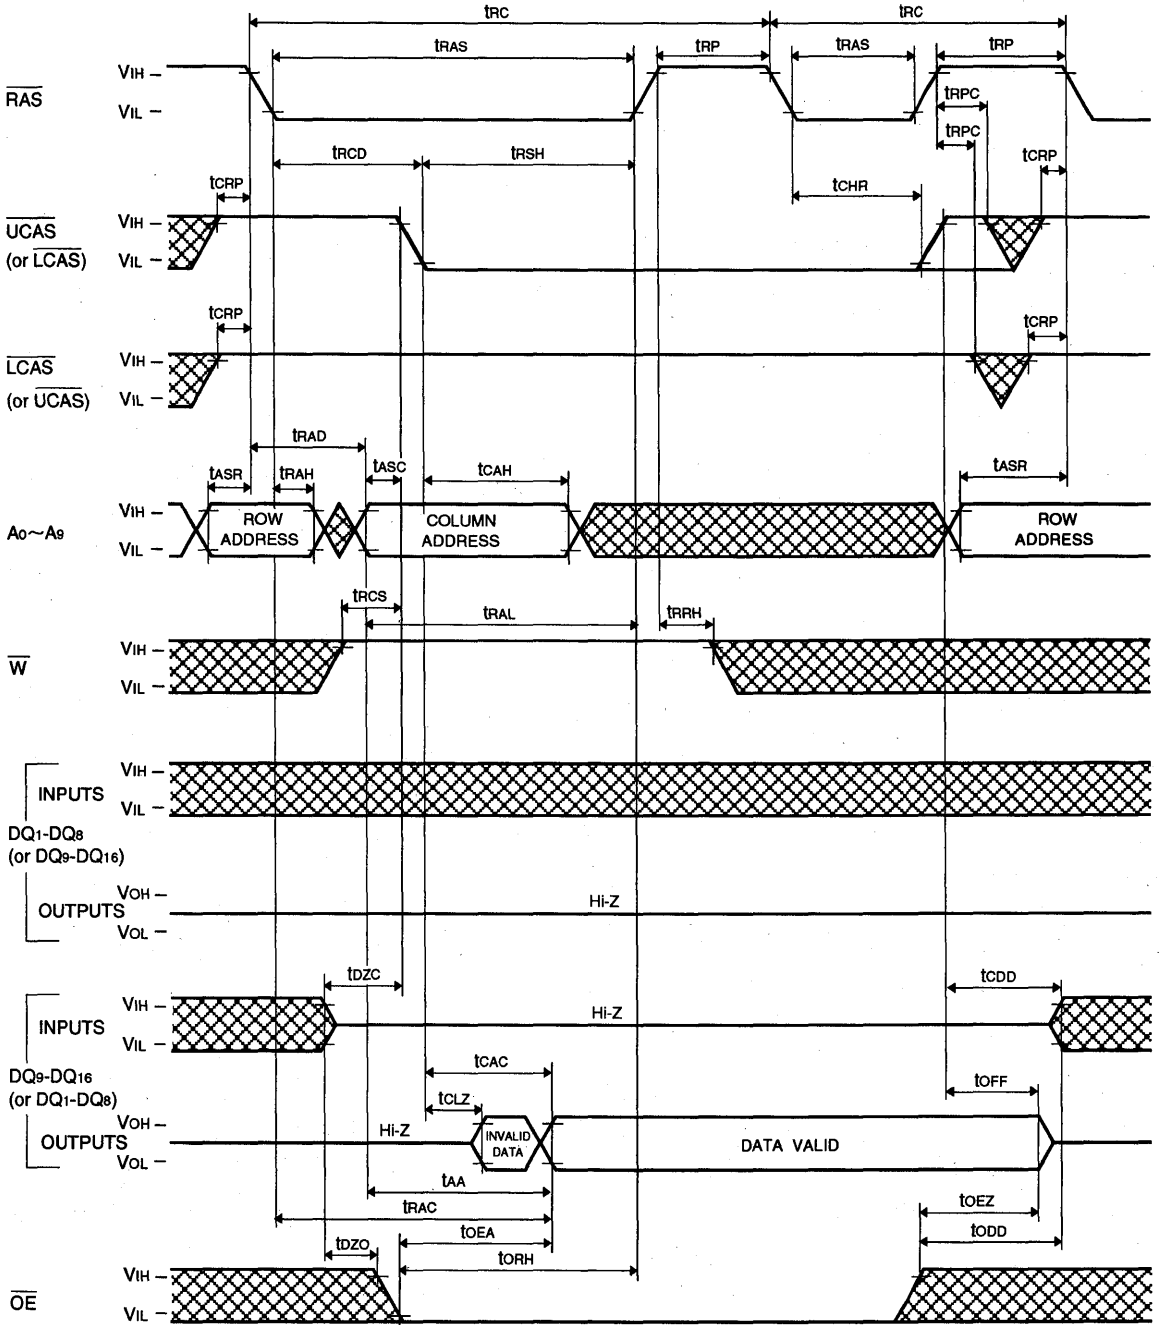 tRC tRC
tRAS tRP tRAS tRP
RAS VIH VIL
tRPC
tRPC
tRCD tRSH
tCRP tCHR tCRP
UCAS VIH
(or LCAS) VIL
tCRP tCRP
LCAS VIH
(or UCAS) VIL
tRAD
tASR tRAH tASC tCAH tASR
A0~A9 VIH VIL
ROW ADDRESS
COLUMN ADDRESS
ROW ADDRESS
tRCS tRAL tRRH
W VIH VIL
INPUTS VIH VIL
DQ1-DQ8
(or DQ9-DQ16)
OUTPUTS VOH VOL
Hi-Z
tDZC tCDD
INPUTS VIH VIL
Hi-Z
DQ9-DQ16
(or DQ1-DQ8)
tCAC tOFF
tCLZ
OUTPUTS VOH VOL
Hi-Z
INVALID DATA
DATA VALID
tAA
tRAC tOEZ
tOEA tODD
tDZO tORH
OE VIH VIL